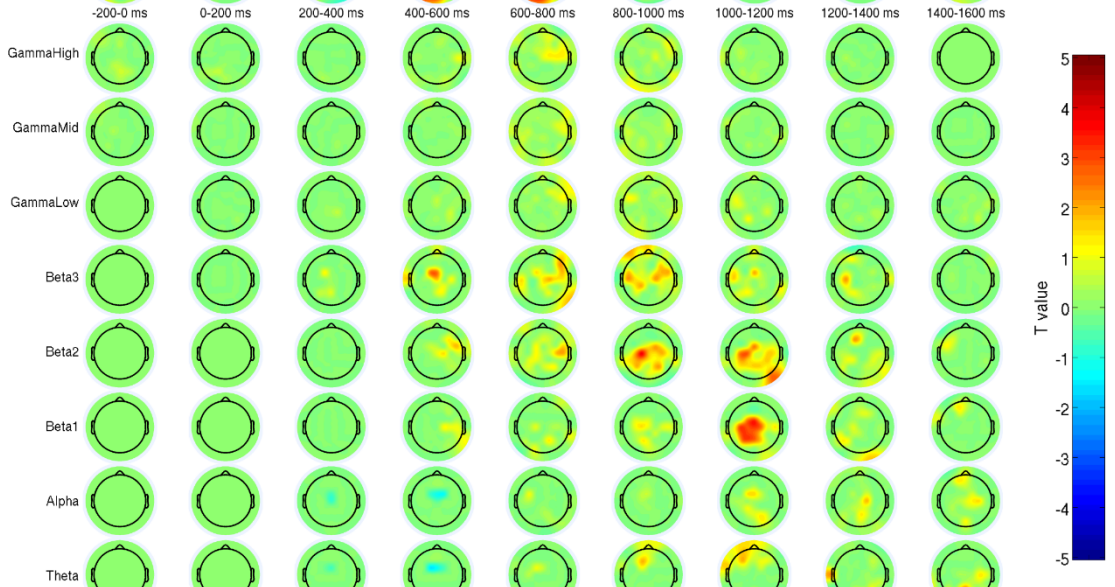 -200-0 ms 0-200 ms 200-400 ms 400-600 ms 600-800 ms 800-1000 ms 1000-1200 ms 1200-1400 ms 1400-1600 ms
GammaHigh
GammaMid
GammaLow
Beta3
Beta2
Beta1
Alpha
Theta
5
4
3
2
1
0
-1
-2
-3
-4
-5
T value